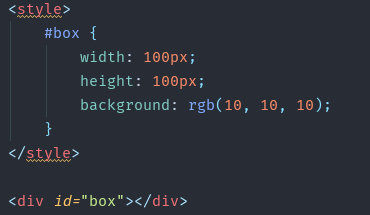 <style>
    #box {
        width: 100px;
        height: 100px;
        background: rgb(10, 10, 10);
    }
</style>

<div id="box"></div>